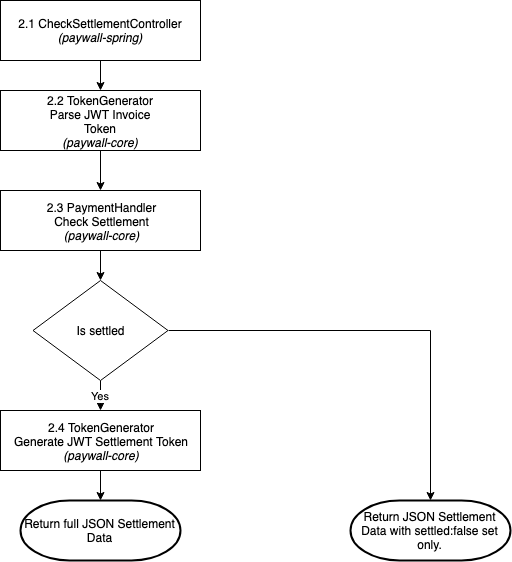 2.1 CheckSettlementController
(paywall-spring)
2.2 TokenGenerator
Parse JWT Invoice
Token
(paywall-core)
2.3 PaymentHandler
Check Settlement
(paywall-core)
Is settled
Yes
2.4 TokenGenerator
Generate JWT Settlement Token
(paywall-core)
Return full JSON Settlement
Data
Return JSON Settlement
Data with settled:false set
only.